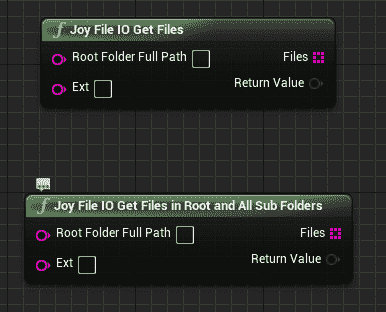 f Joy File IO Get Files
Root Folder Full Path Files
Ext Return Value
f Joy File IO Get Files in Root and All Sub Folders
Root Folder Full Path Files
Ext Return Value